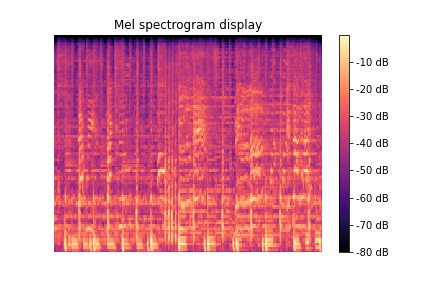 Mel spectrogram display
-10 dB
-20 dB
-30 dB
-40 dB
-50 dB
-60 dB
-70 dB
-80 dB